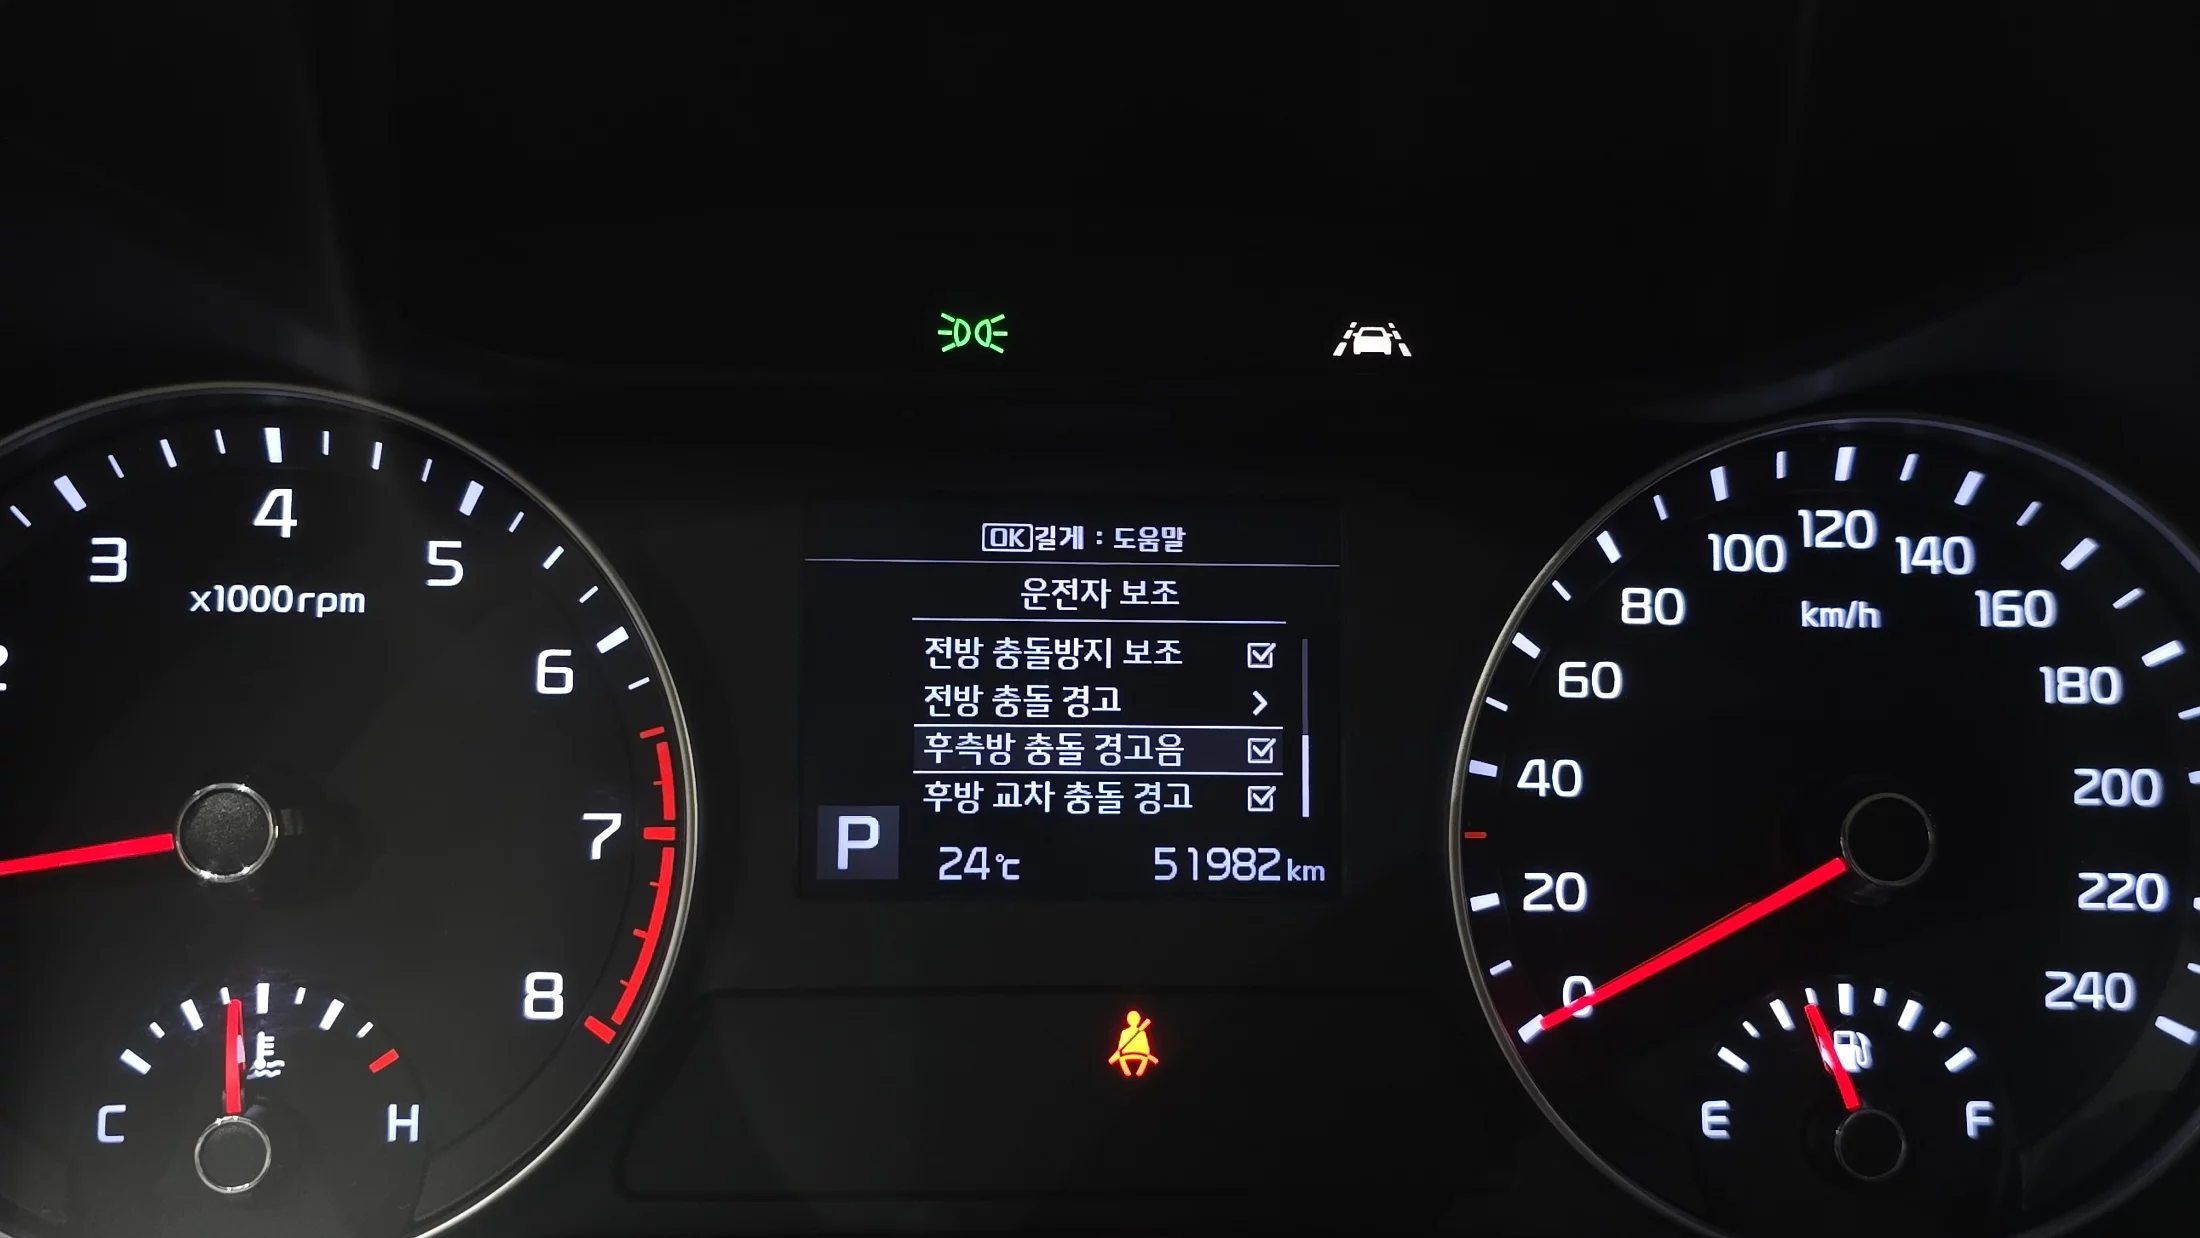 OK길게 : 도움말
운전자 보조
전방 충돌방지 보조
전방 충돌 경고
후측방 충돌 경고음
후방 교차 충돌 경고
P 24℃ 51982km
2 3 4 5 6 7 8
x1000rpm
C H
0 20 40 60 80 100 120 140 160 180 200 220 240
km/h
E F